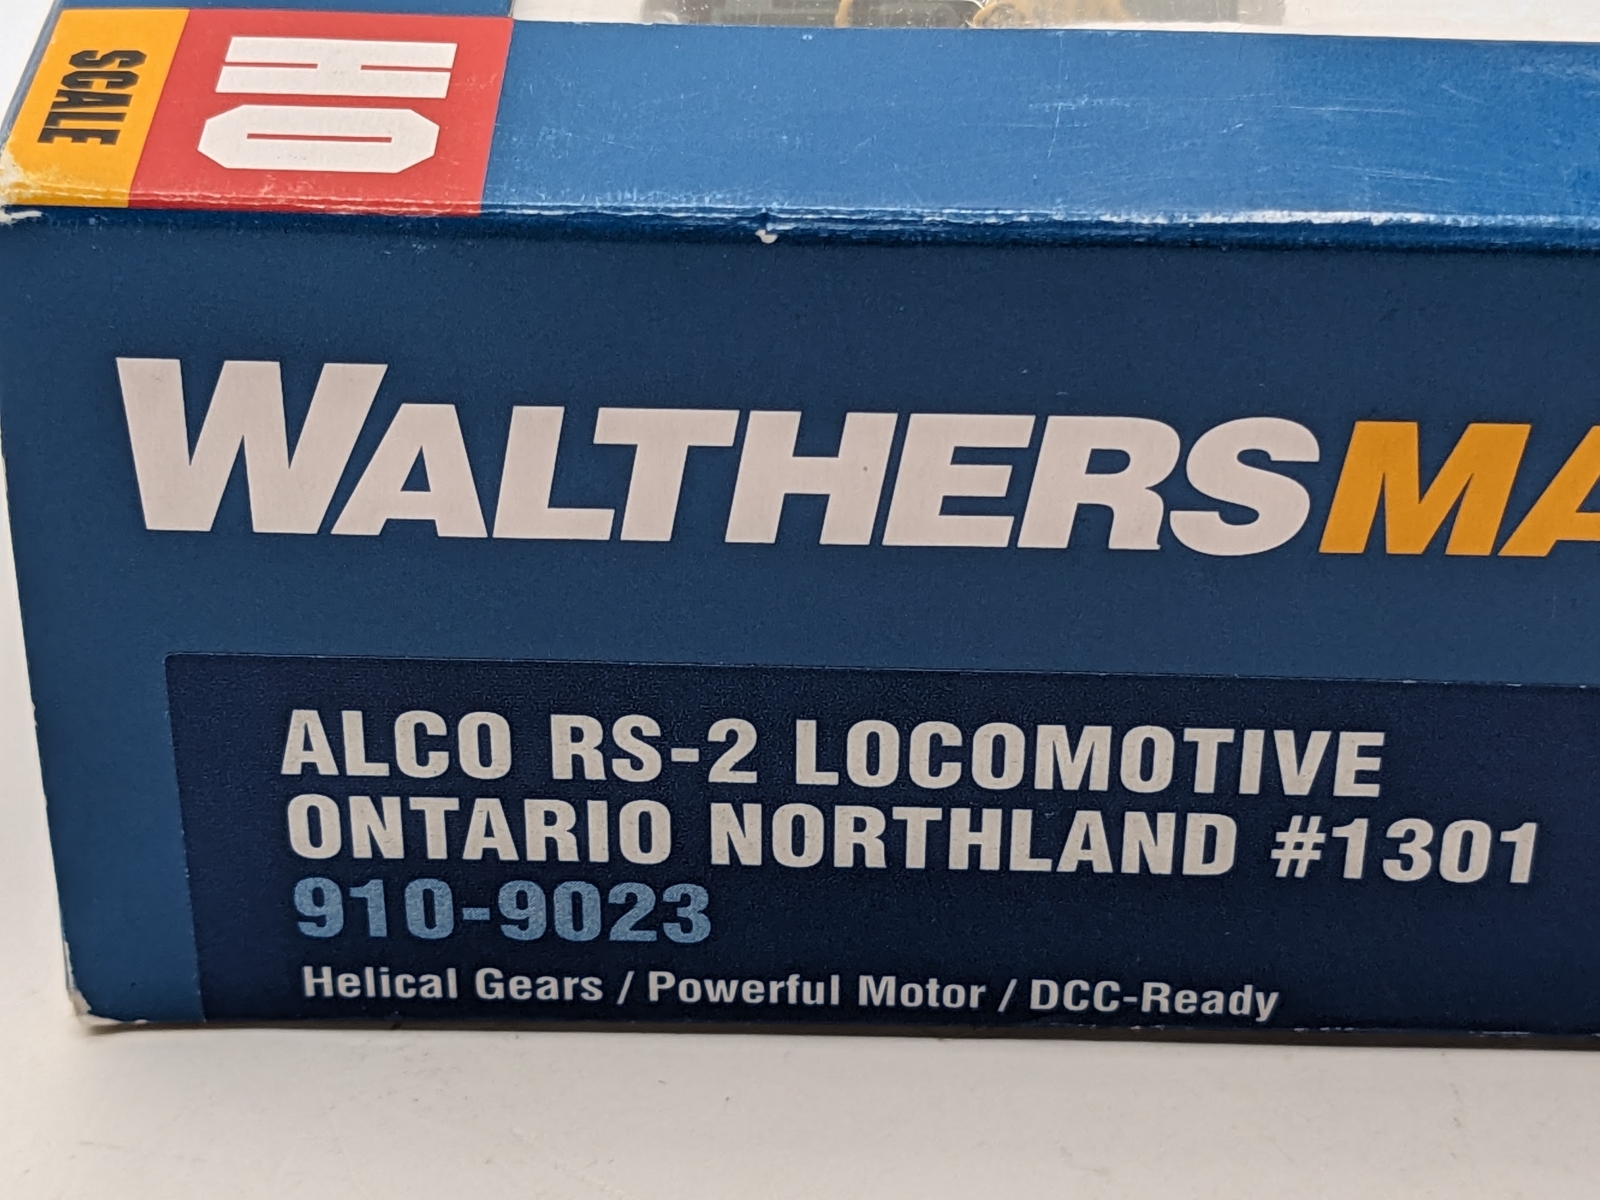 HO
SCALE
WALTHERSMA
ALCO RS-2 LOCOMOTIVE
ONTARIO NORTHLAND #1301
910-9023
Helical Gears / Powerful Motor / DCC-Ready